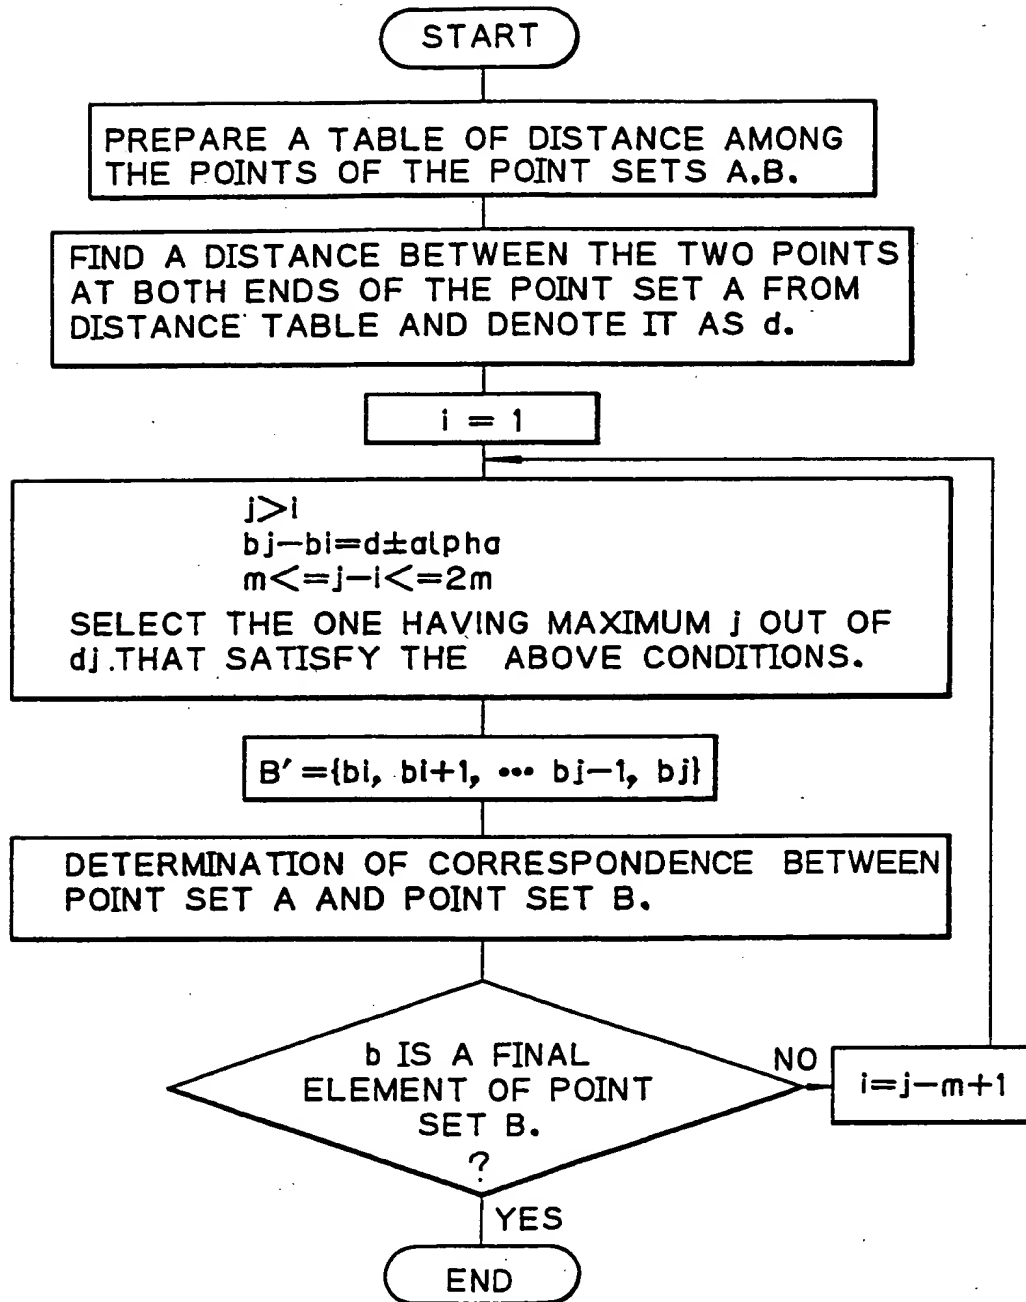 START
PREPARE A TABLE OF DISTANCE AMONG
THE POINTS OF THE POINT SETS A.B.
FIND A DISTANCE BETWEEN THE TWO POINTS
AT BOTH ENDS OF THE POINT SET A FROM
DISTANCE TABLE AND DENOTE IT AS d.
i = 1
j>i
bj-bi=d±alpha
m<=j-i<=2m
SELECT THE ONE HAVING MAXIMUM j OUT OF
dj.THAT SATISFY THE ABOVE CONDITIONS.
B′={bi, bi+1, ••• bj-1, bj}
DETERMINATION OF CORRESPONDENCE BETWEEN
POINT SET A AND POINT SET B.
b IS A FINAL
ELEMENT OF POINT
SET B.
?
NO
i=j-m+1
YES
END